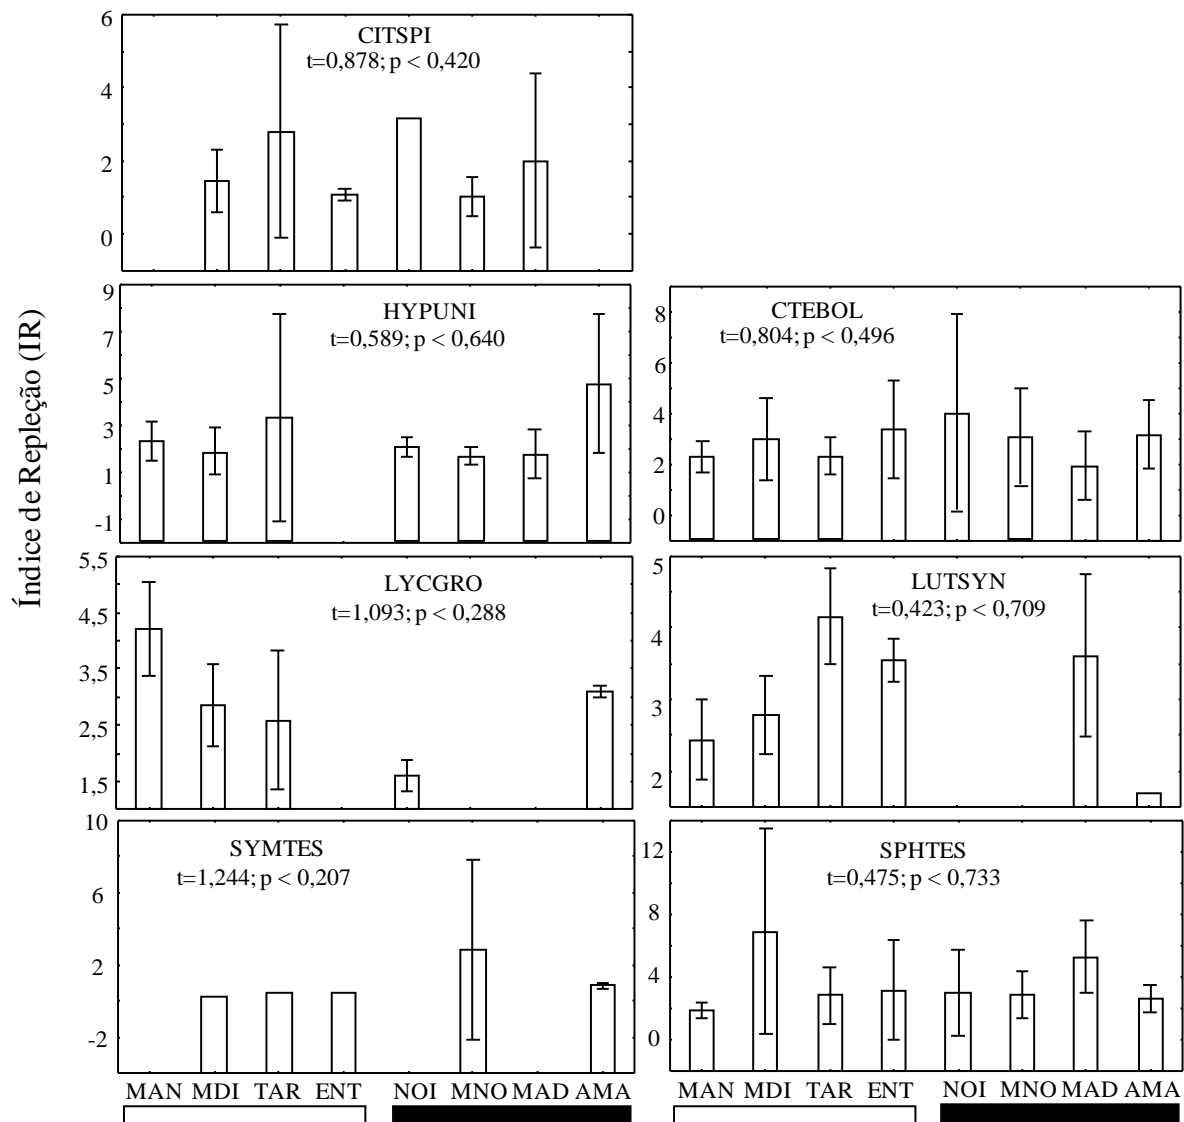 Índice de Repleção (IR)
6
4
2
0
CITSPI
t=0,878; p < 0,420
9
7
5
3
1
-1
HYPUNI
t=0,589; p < 0,640
8
6
4
2
0
CTEBOL
t=0,804; p < 0,496
5,5
4,5
3,5
2,5
1,5
LYCGRO
t=1,093; p < 0,288
5
4
3
2
LUTSYN
t=0,423; p < 0,709
10
6
2
-2
SYMTES
t=1,244; p < 0,207
12
8
4
0
SPHTES
t=0,475; p < 0,733
MAN MDI TAR ENT NOI MNO MAD AMA
MAN MDI TAR ENT NOI MNO MAD AMA